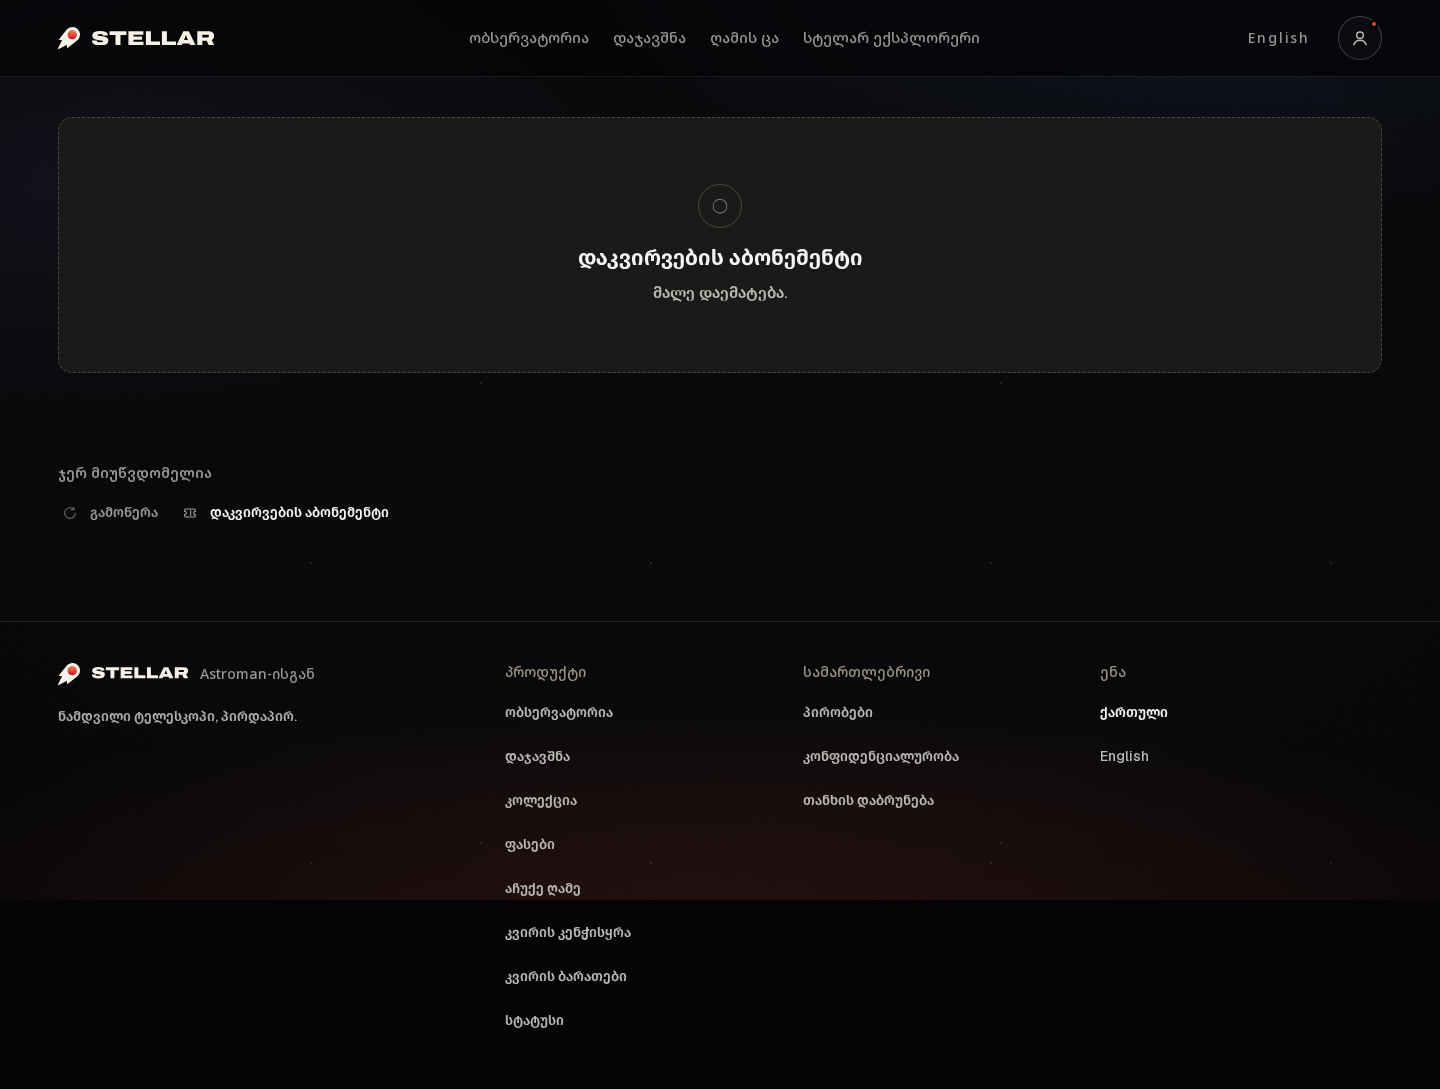 STELLAR
ობსერვატორია დაჯავშნა ღამის ცა სტელარ ექსპლორერი
English
დაკვირვების აბონემენტი
მალე დაემატება.
ჯერ მიუწვდომელია
გამოწერა დაკვირვების აბონემენტი
STELLAR Astroman-ისგან
ნამდვილი ტელესკოპი, პირდაპირ.
პროდუქტი
ობსერვატორია
დაჯავშნა
კოლექცია
ფასები
აჩუქე ღამე
კვირის კენჭისყრა
კვირის ბარათები
სტატუსი
სამართლებრივი
პირობები
კონფიდენციალურობა
თანხის დაბრუნება
ენა
ქართული
English